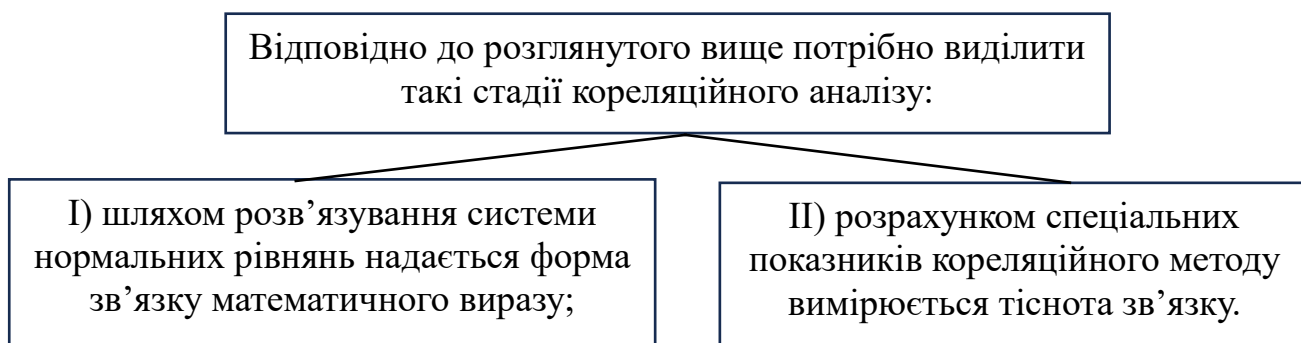 Відповідно до розглянутого вище потрібно виділити
такі стадії кореляційного аналізу:
І) шляхом розв’язування системи
нормальних рівнянь надається форма
зв’язку математичного виразу;
ІІ) розрахунком спеціальних
показників кореляційного методу
вимірюється тіснота зв’язку.